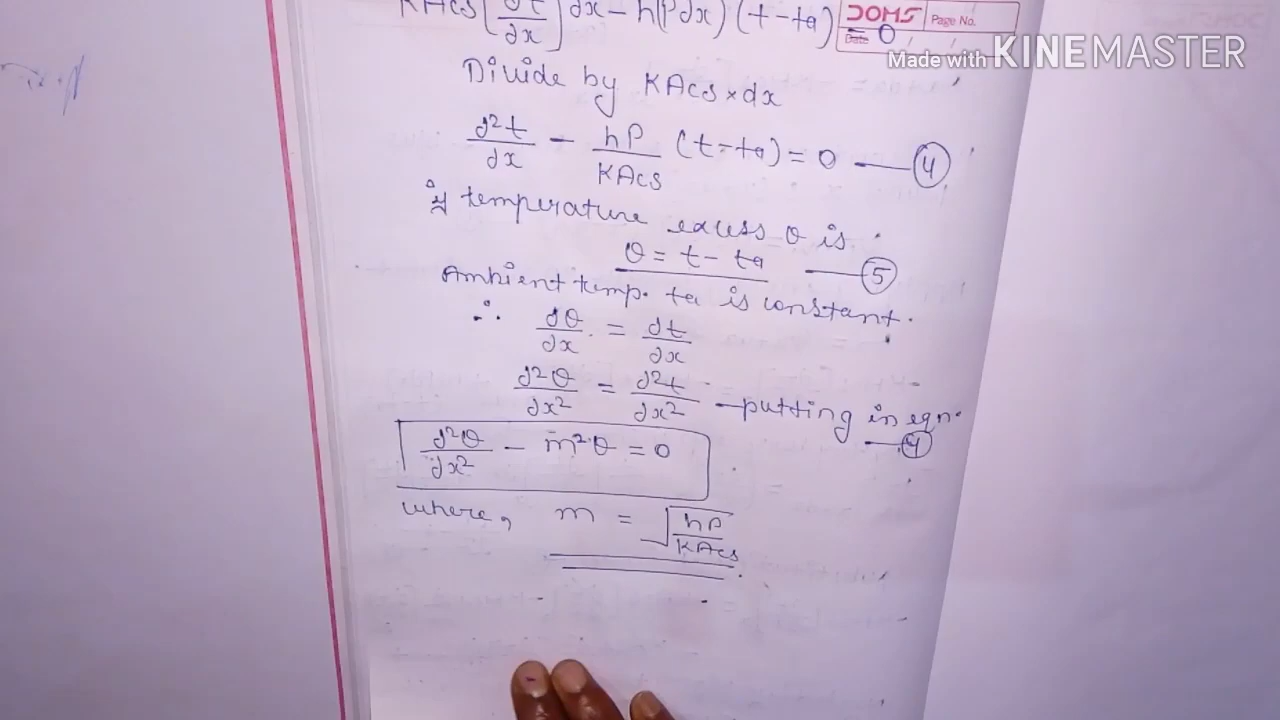 KAcs [∂t/∂x] ∂x - h(Pdx) (t-ta) = 0
DOMS Page No.
Date
Made with KINEMASTER
Divide by KAcs × dx
∂²t/∂x - hP/KAcs (t-ta) = 0 — ④
if temperature excess θ is
θ = t - ta — ⑤
Ambient temp. ta is constant.
∴ ∂θ/∂x = ∂t/∂x
∂²θ/∂x² = ∂²t/∂x² - putting in eqn.
— ④
∂²θ/∂x² - m²θ = 0
where, m = √hP/KAcs